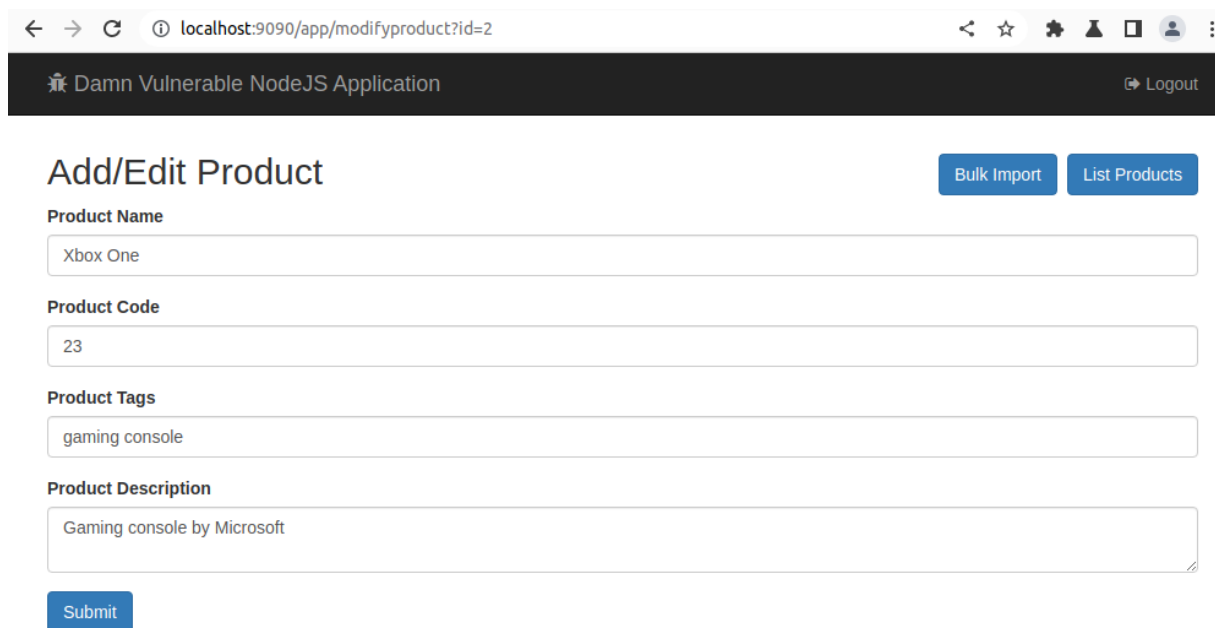 localhost:9090/app/modifyproduct?id=2
Damn Vulnerable NodeJS Application
Logout
Add/Edit Product
Bulk Import
List Products
Product Name
Xbox One
Product Code
23
Product Tags
gaming console
Product Description
Gaming console by Microsoft
Submit